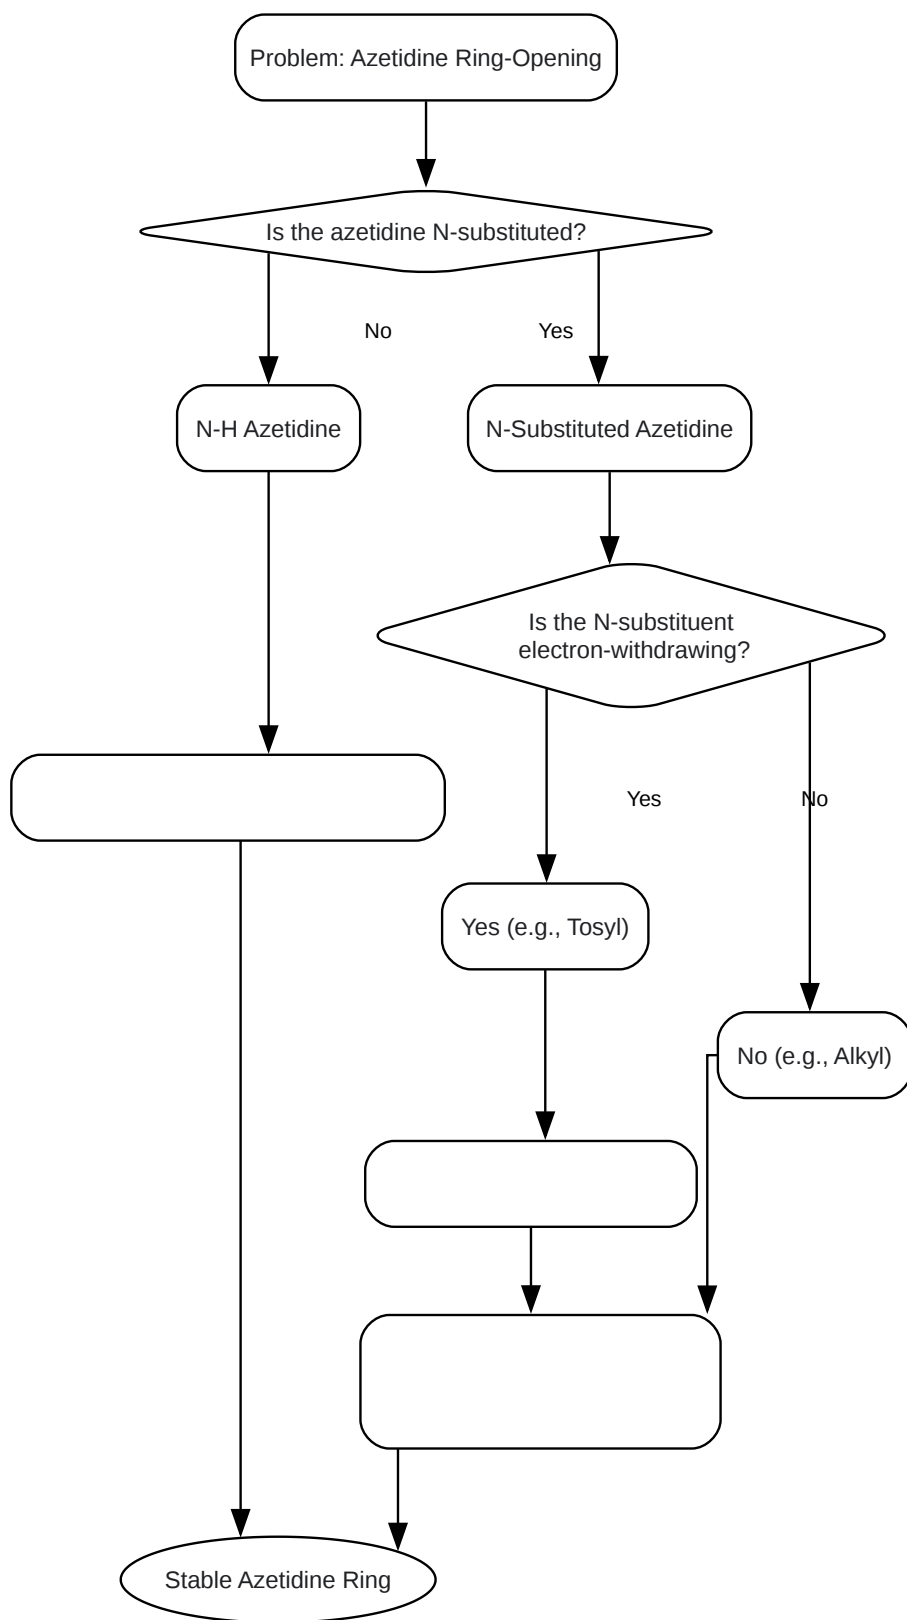 Problem: Azetidine Ring-Opening
Is the azetidine N-substituted?
No
Yes
N-H Azetidine
N-Substituted Azetidine
Is the N-substituent
electron-withdrawing?
Yes
No
Yes (e.g., Tosyl)
No (e.g., Alkyl)
Stable Azetidine Ring